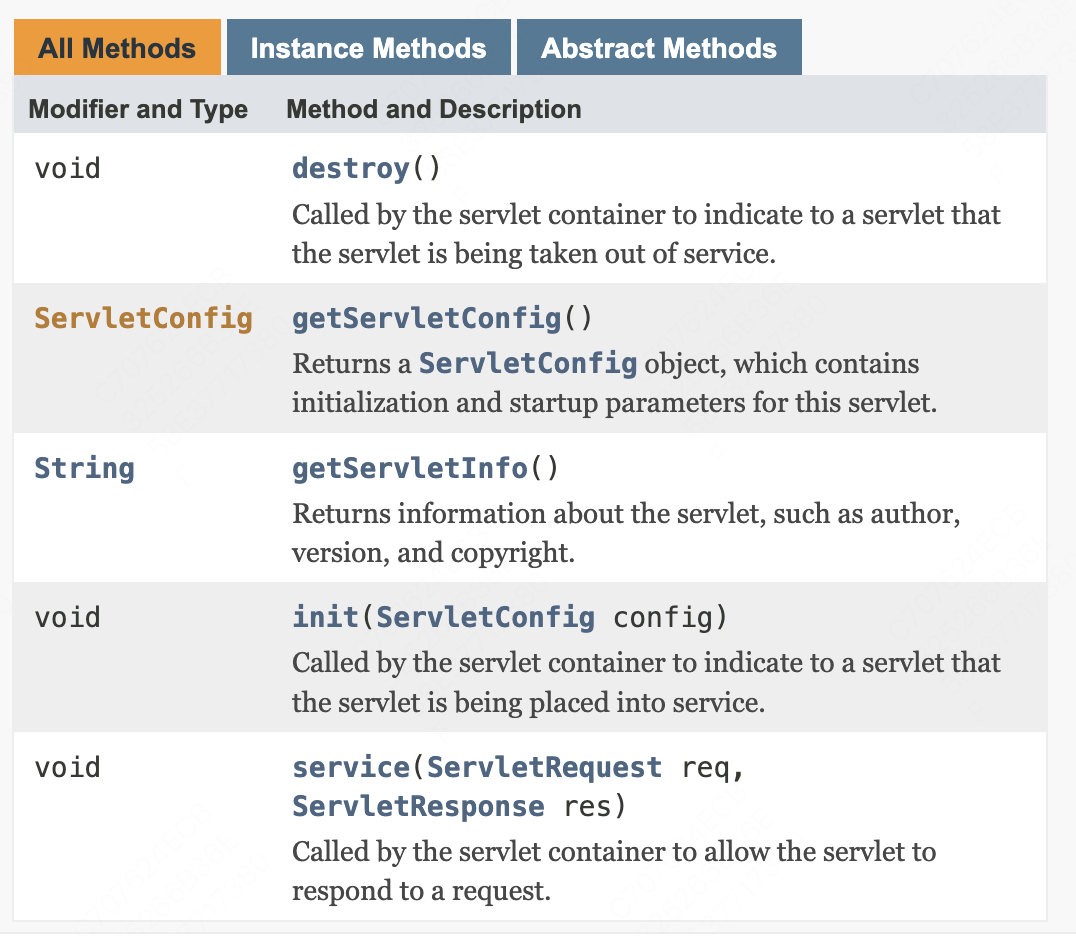 All Methods Instance Methods Abstract Methods
Modifier and Type Method and Description
void destroy()
Called by the servlet container to indicate to a servlet that
the servlet is being taken out of service.
ServletConfig getServletConfig()
Returns a ServletConfig object, which contains
initialization and startup parameters for this servlet.
String getServletInfo()
Returns information about the servlet, such as author,
version, and copyright.
void init(ServletConfig config)
Called by the servlet container to indicate to a servlet that
the servlet is being placed into service.
void service(ServletRequest req,
ServletResponse res)
Called by the servlet container to allow the servlet to
respond to a request.